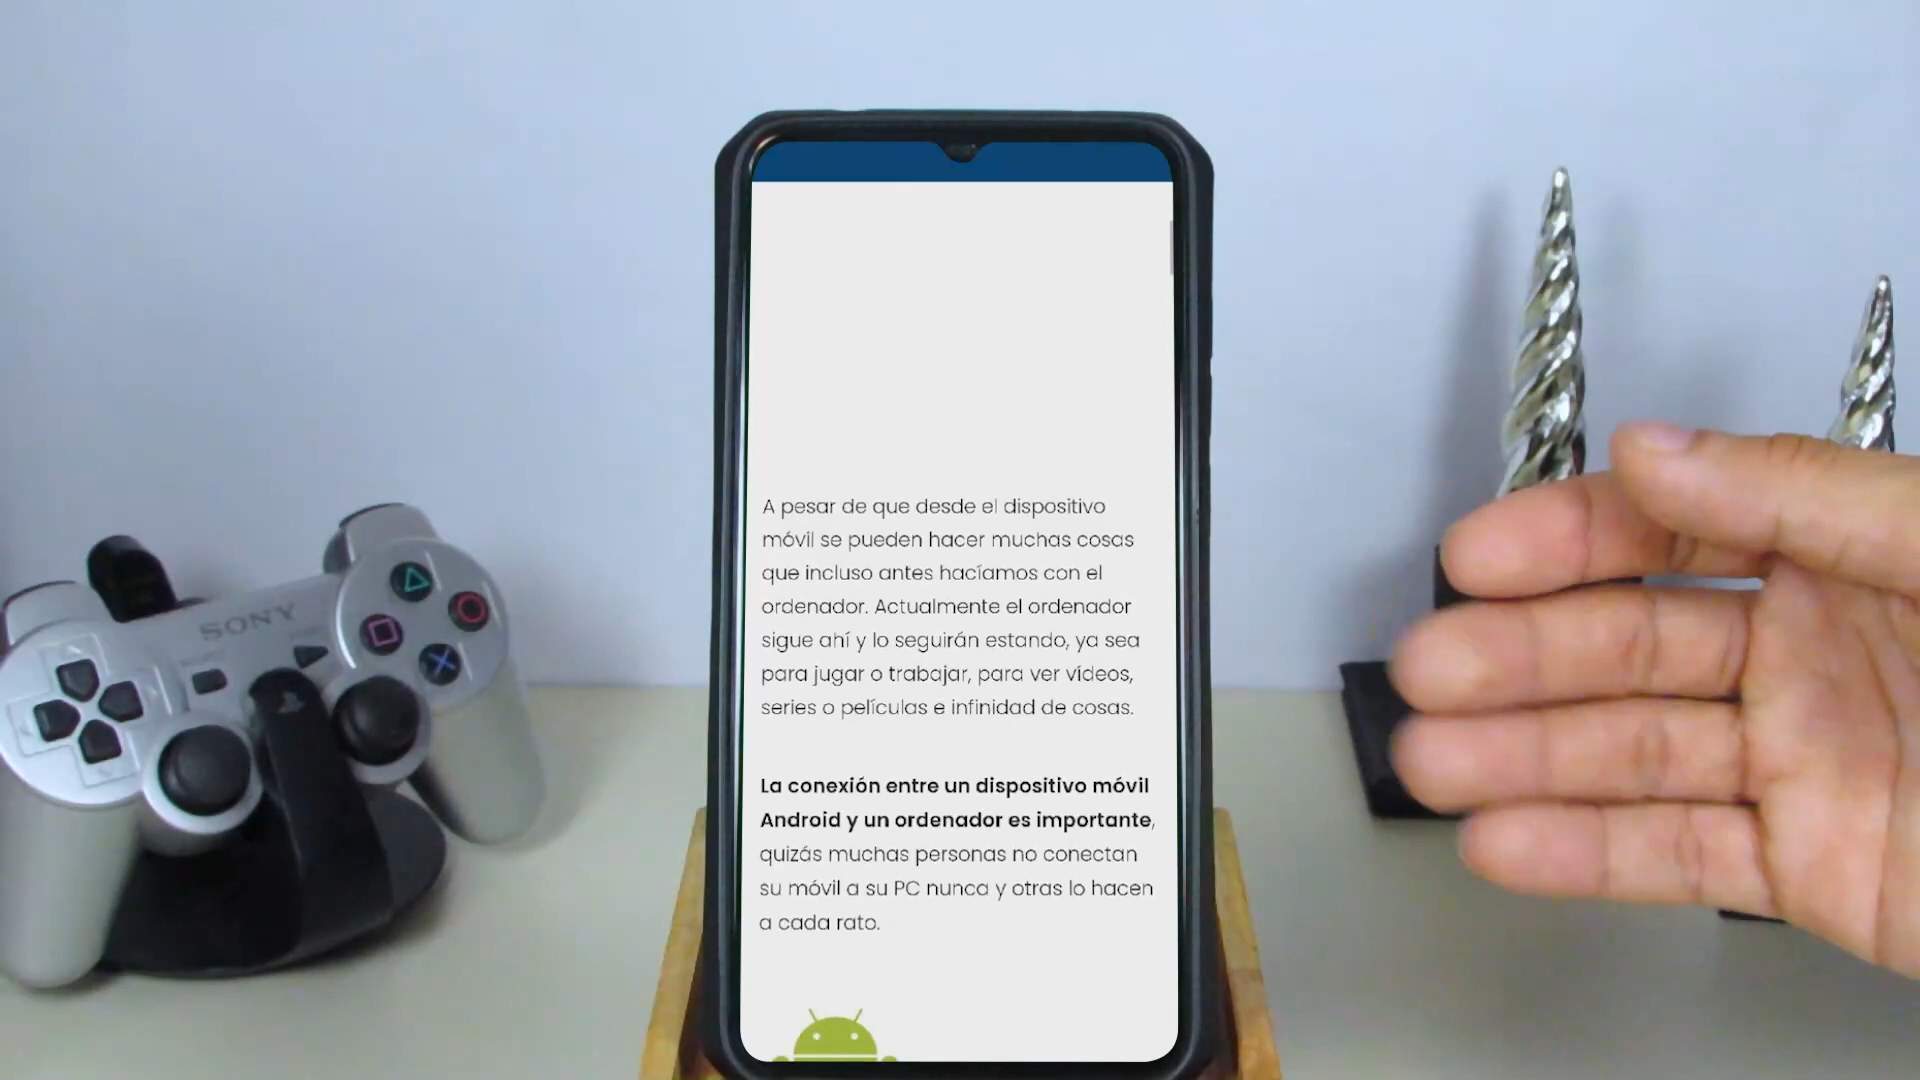 A pesar de que desde el dispositivo
móvil se pueden hacer muchas cosas
que incluso antes hacíamos con el
ordenador. Actualmente el ordenador
sigue ahí y lo seguirán estando, ya sea
para jugar o trabajar, para ver vídeos,
series o películas e infinidad de cosas.
La conexión entre un dispositivo móvil
Android y un ordenador es importante,
quizás muchas personas no conectan
su móvil a su PC nunca y otras lo hacen
a cada rato.
SONY